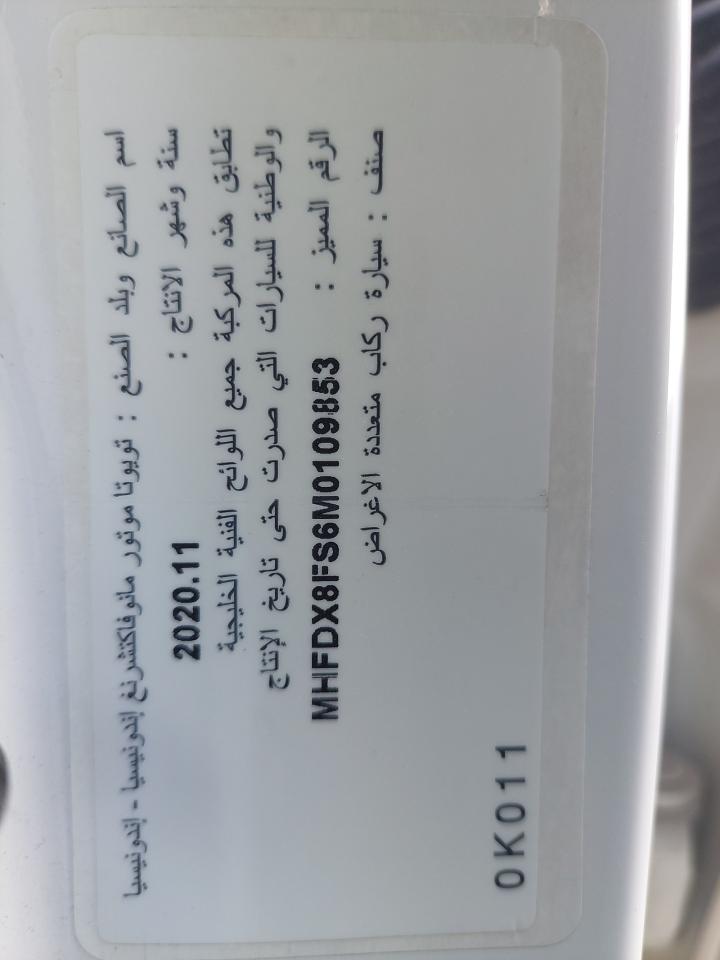 اسم الصانع وبلد الصنع : تويوتا موتور مانوفاكتشرنغ إندونيسيا - إندونيسيا
سنة وشهر الانتاج : 2020.11
تطابق هذه المركبة جميع اللوائح الفنية الخليجية
والوطنية للسيارات التي صدرت حتى تاريخ الإنتاج
الرقم المميز : MHFDX8FS6M0109853
صنف : سيارة ركاب متعددة الاغراض
0K011